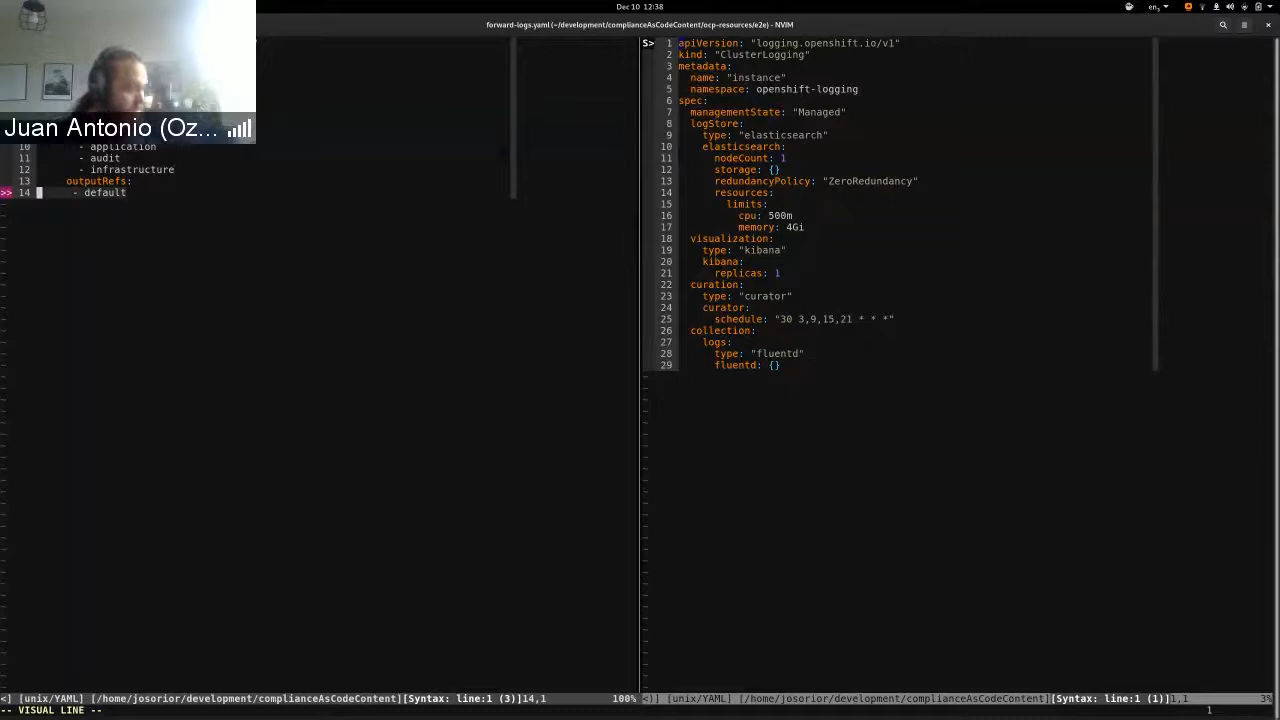 Dec 10 12:38
en₁
forward-logs.yaml (~/development/complianceAsCodeContent/ocp-resources/e2e) - NVIM
Juan Antonio (Oz...
10 - application
11 - audit
12 - infrastructure
13 outputRefs:
>> 14 - default
S> 1 apiVersion: "logging.openshift.io/v1"
2 kind: "ClusterLogging"
3 metadata:
4 name: "instance"
5 namespace: openshift-logging
6 spec:
7 managementState: "Managed"
8 logStore:
9 type: "elasticsearch"
10 elasticsearch:
11 nodeCount: 1
12 storage: {}
13 redundancyPolicy: "ZeroRedundancy"
14 resources:
15 limits:
16 cpu: 500m
17 memory: 4Gi
18 visualization:
19 type: "kibana"
20 kibana:
21 replicas: 1
22 curation:
23 type: "curator"
24 curator:
25 schedule: "30 3,9,15,21 * * *"
26 collection:
27 logs:
28 type: "fluentd"
29 fluentd: {}
<] [unix/YAML] [/home/josorior/development/complianceAsCodeContent][Syntax: line:1 (3)]14,1 100%
<)] [unix/YAML] [/home/josorior/development/complianceAsCodeContent][Syntax: line:1 (1)]1,1 3%
-- VISUAL LINE -- 1